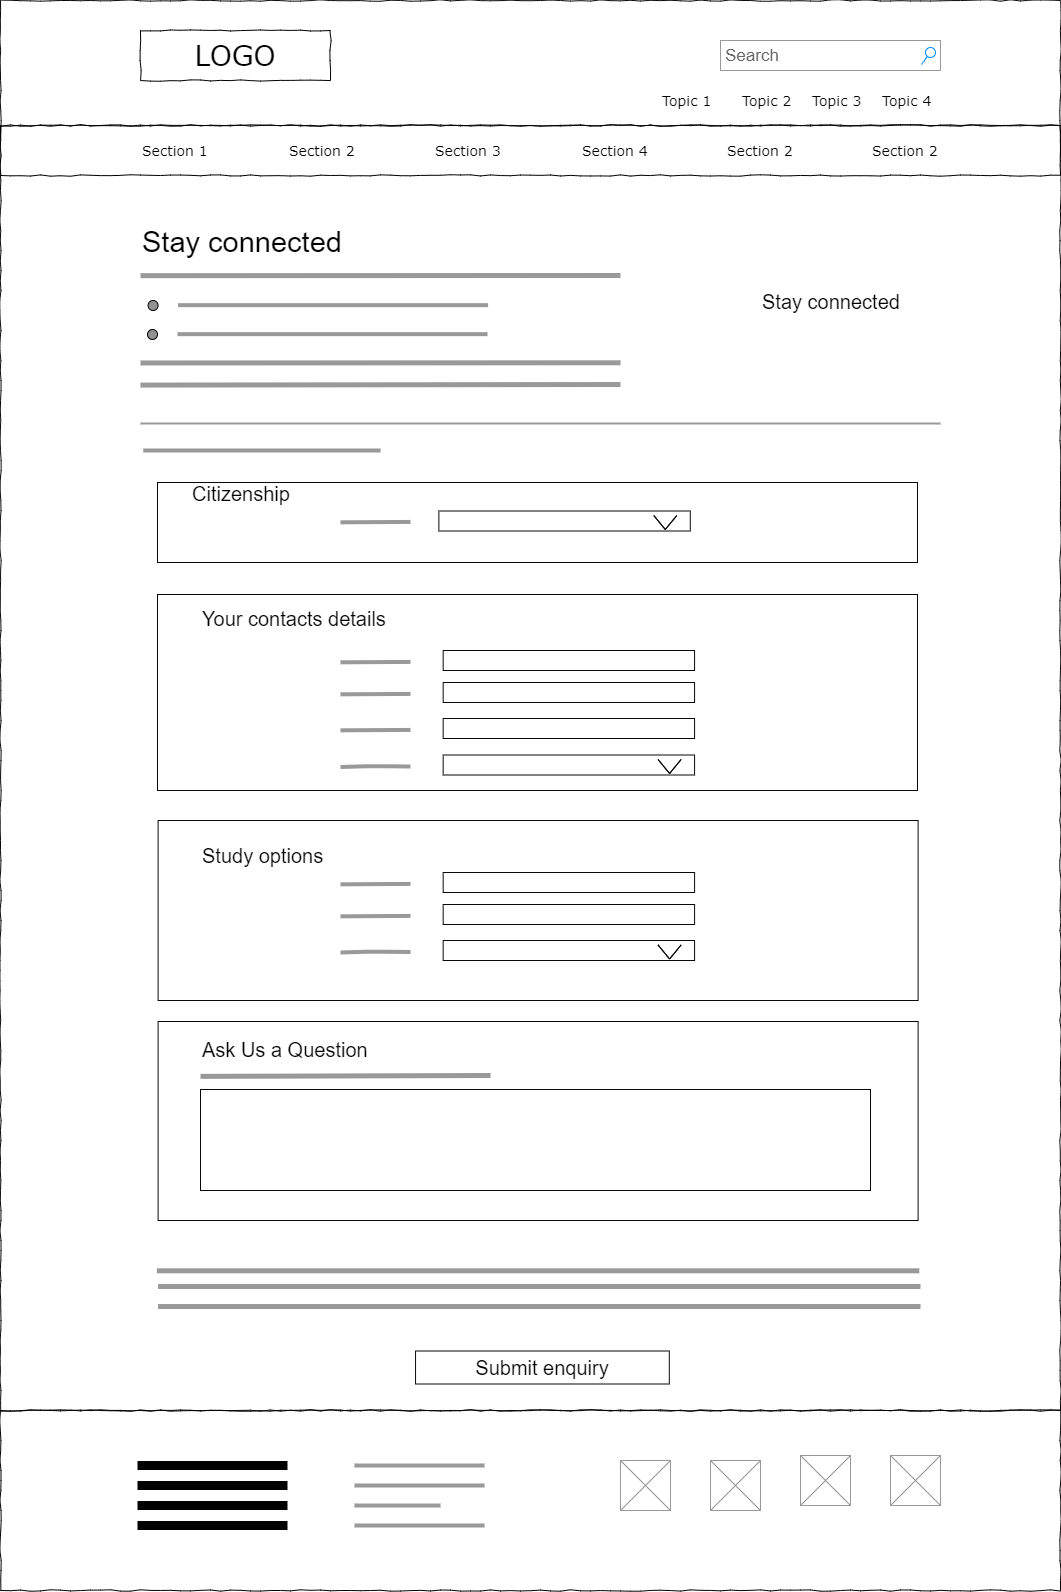 LOGO
Search
Topic 1 Topic 2 Topic 3 Topic 4
Section 1 Section 2 Section 3 Section 4 Section 2 Section 2
Stay connected
Stay connected
Citizenship
Your contacts details
Study options
Ask Us a Question
Submit enquiry